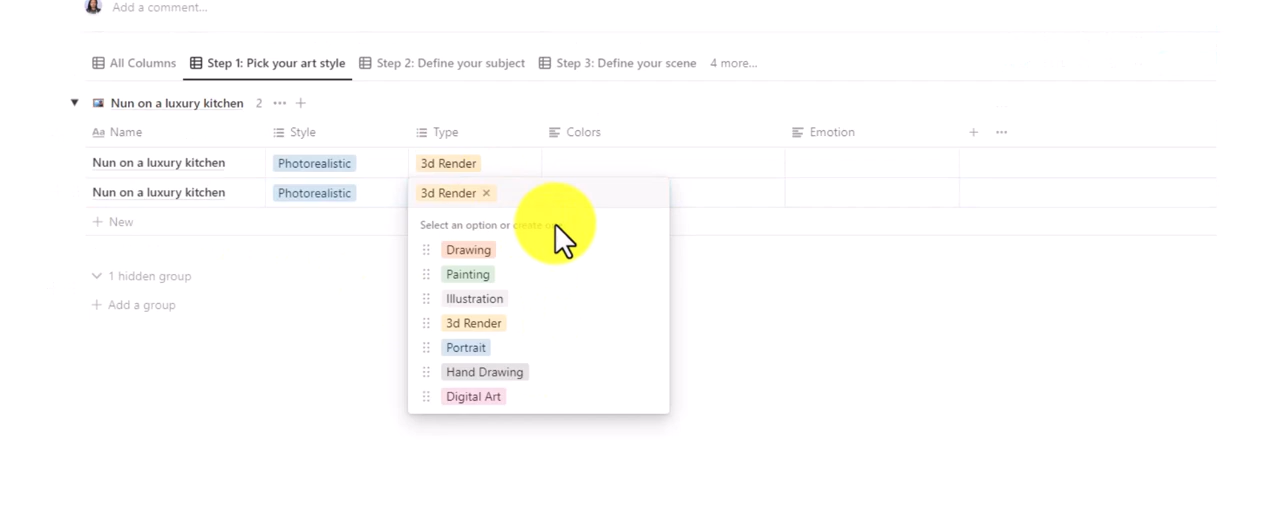 Add a comment...
All Columns Step 1: Pick your art style Step 2: Define your subject Step 3: Define your scene 4 more...
Nun on a luxury kitchen 2
Aa Name Style Type Colors Emotion
Nun on a luxury kitchen Photorealistic 3d Render
Nun on a luxury kitchen Photorealistic 3d Render ×
+ New
Select an option or create
Drawing
1 hidden group
Painting
+ Add a group
Illustration
3d Render
Portrait
Hand Drawing
Digital Art